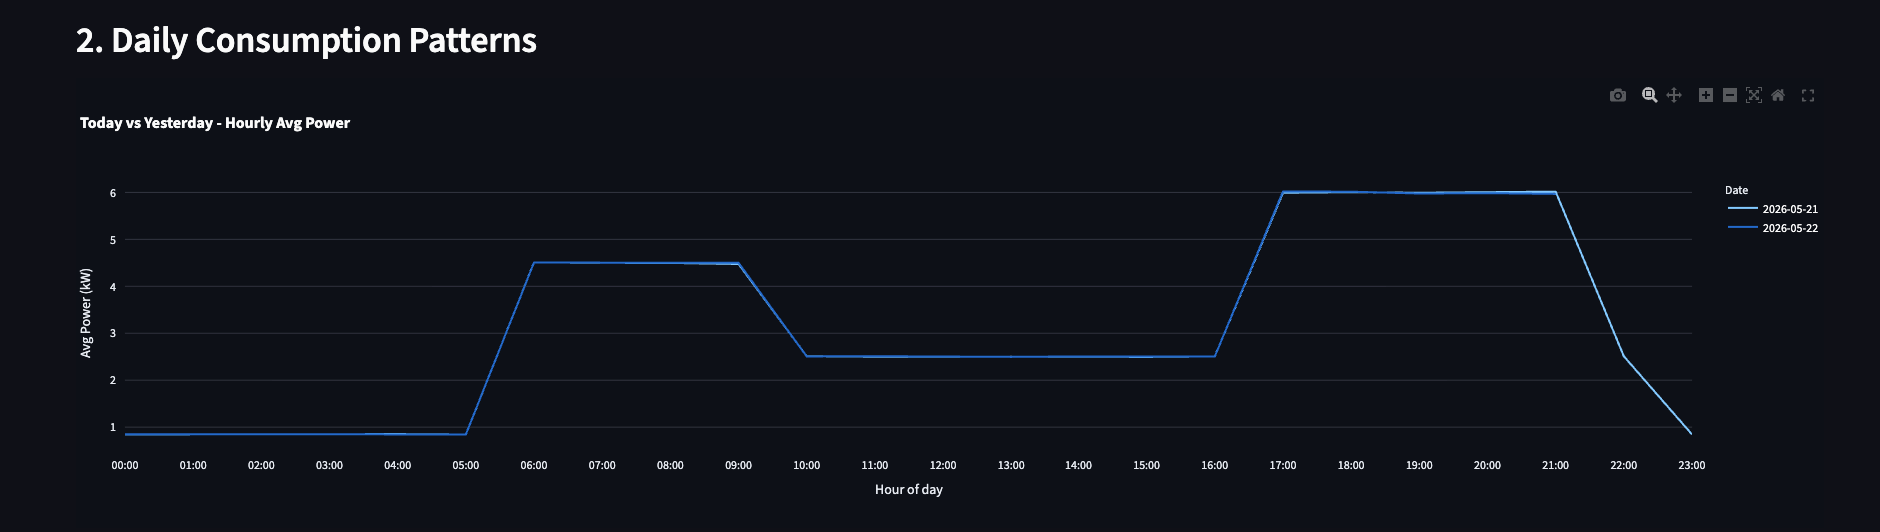 2. Daily Consumption Patterns
Today vs Yesterday - Hourly Avg Power
Date
2026-05-21
2026-05-22
Avg Power (kW)
6
5
4
3
2
1
00:00 01:00 02:00 03:00 04:00 05:00 06:00 07:00 08:00 09:00 10:00 11:00 12:00 13:00 14:00 15:00 16:00 17:00 18:00 19:00 20:00 21:00 22:00 23:00
Hour of day